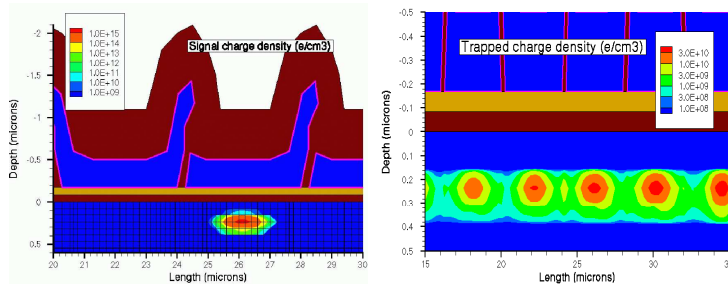 Signal charge density (e/cm3)
1.0E+15
1.0E+14
1.0E+13
1.0E+12
1.0E+11
1.0E+10
1.0E+09
Depth (microns)
-2
-1.5
-1
-0.5
0
0.5
20 21 22 23 24 25 26 27 28 29 30
Length (microns)
Trapped charge density (e/cm3)
3.0E+10
1.0E+10
3.0E+09
1.0E+09
3.0E+08
1.0E+08
Depth (microns)
-0.5
-0.4
-0.3
-0.2
-0.1
0.0
0.1
0.2
0.3
0.4
0.5
15 20 25 30 35
Length (microns)